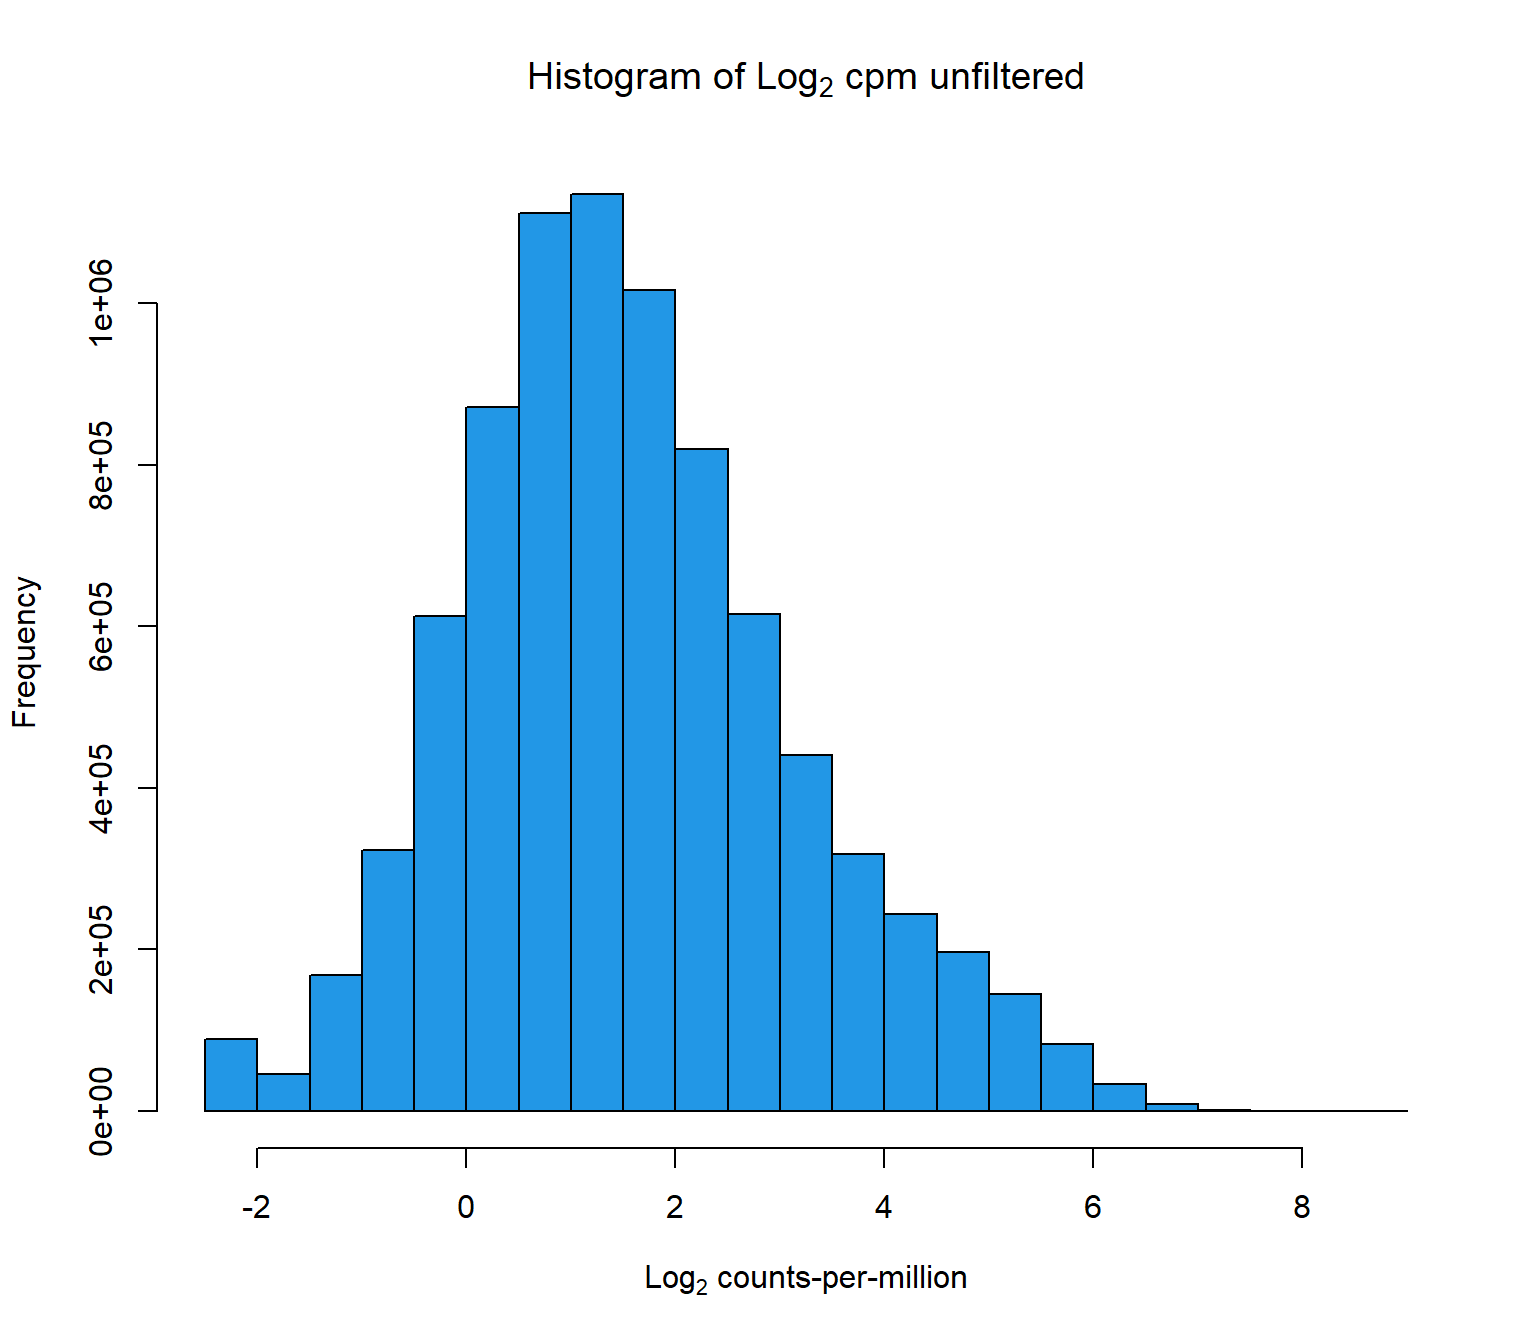 Histogram of Log₂ cpm unfiltered
1e+06
8e+05
6e+05
4e+05
2e+05
0e+00
Frequency
-2 0 2 4 6 8
Log₂ counts-per-million